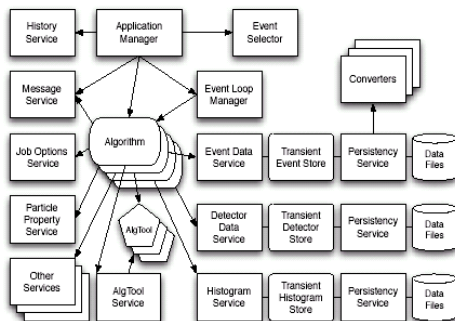 History
Service
Application
Manager
Event
Selector
Message
Service
Event Loop
Manager
Converters
Algorithm
Job Options
Service
Event Data
Service
Transient
Event Store
Persistency
Service
Data
Files
Particle
Property
Service
AlgTool
Detector
Data
Service
Transient
Detector
Store
Persistency
Service
Data
Files
Other
Services
AlgTool
Service
Histogram
Service
Transient
Histogram
Store
Persistency
Service
Data
Files